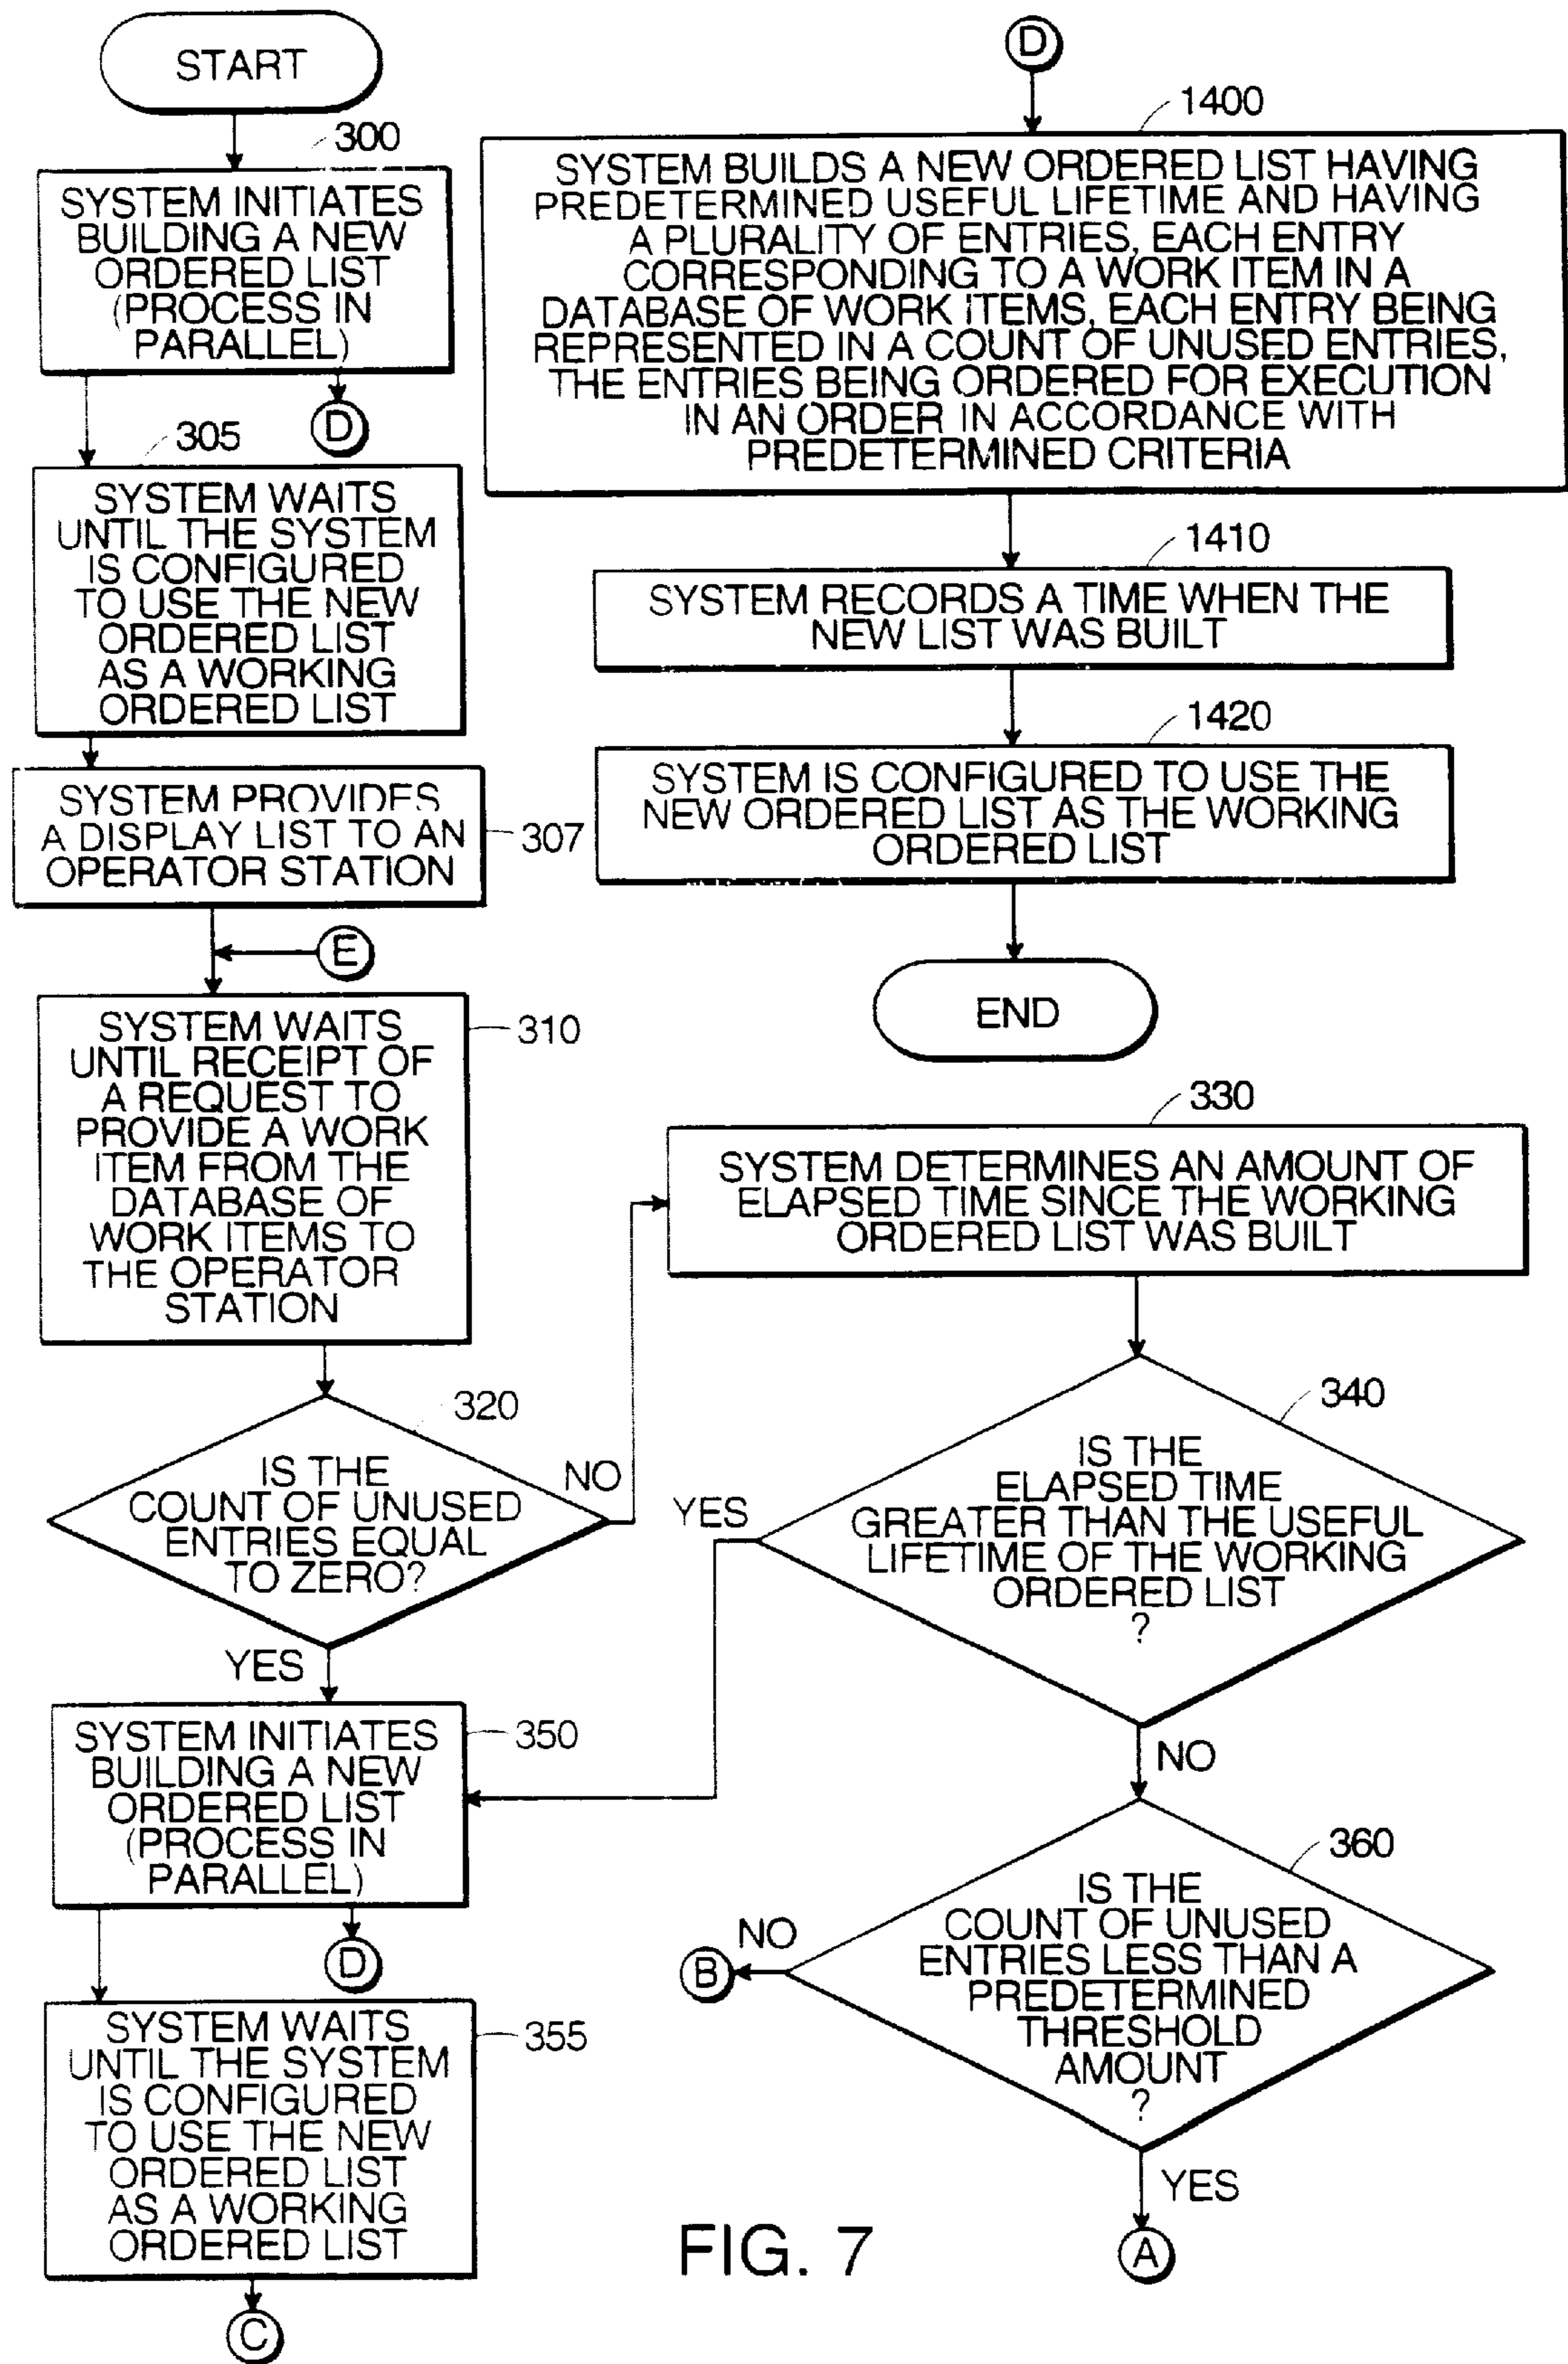 START
300
SYSTEM INITIATES
BUILDING A NEW
ORDERED LIST
(PROCESS IN
PARALLEL)
D
305
SYSTEM WAITS
UNTIL THE SYSTEM
IS CONFIGURED
TO USE THE NEW
ORDERED LIST
AS A WORKING
ORDERED LIST
SYSTEM PROVIDES
A DISPLAY LIST TO AN
OPERATOR STATION
307
E
SYSTEM WAITS
UNTIL RECEIPT OF
A REQUEST TO
PROVIDE A WORK
ITEM FROM THE
DATABASE OF
WORK ITEMS TO
THE OPERATOR
STATION
310
320
IS THE
COUNT OF UNUSED
ENTRIES EQUAL
TO ZERO?
NO
YES
SYSTEM INITIATES
BUILDING A NEW
ORDERED LIST
(PROCESS IN
PARALLEL)
350
D
SYSTEM WAITS
UNTIL THE SYSTEM
IS CONFIGURED
TO USE THE NEW
ORDERED LIST
AS A WORKING
ORDERED LIST
355
C
D
1400
SYSTEM BUILDS A NEW ORDERED LIST HAVING
PREDETERMINED USEFUL LIFETIME AND HAVING
A PLURALITY OF ENTRIES, EACH ENTRY
CORRESPONDING TO A WORK ITEM IN A
DATABASE OF WORK ITEMS, EACH ENTRY BEING
REPRESENTED IN A COUNT OF UNUSED ENTRIES,
THE ENTRIES BEING ORDERED FOR EXECUTION
IN AN ORDER IN ACCORDANCE WITH
PREDETERMINED CRITERIA
1410
SYSTEM RECORDS A TIME WHEN THE
NEW LIST WAS BUILT
1420
SYSTEM IS CONFIGURED TO USE THE
NEW ORDERED LIST AS THE WORKING
ORDERED LIST
END
330
SYSTEM DETERMINES AN AMOUNT OF
ELAPSED TIME SINCE THE WORKING
ORDERED LIST WAS BUILT
340
IS THE
ELAPSED TIME
GREATER THAN THE USEFUL
LIFETIME OF THE WORKING
ORDERED LIST
?
YES
NO
360
IS THE
COUNT OF UNUSED
ENTRIES LESS THAN A
PREDETERMINED
THRESHOLD
AMOUNT
?
NO
B
YES
A
FIG. 7